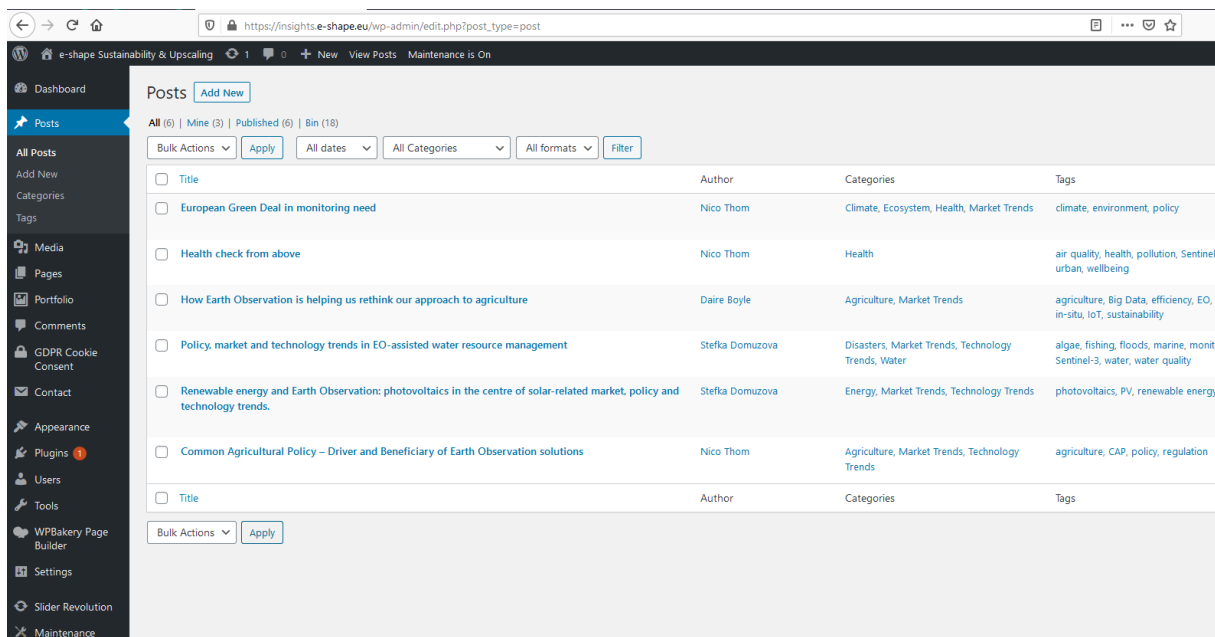 https://insights.e-shape.eu/wp-admin/edit.php?post_type=post
e-shape Sustainability & Upscaling 1 0 + New View Posts Maintenance is On
Dashboard
Posts
All Posts
Add New
Categories
Tags
Media
Pages
Portfolio
Comments
GDPR Cookie
Consent
Contact
Appearance
Plugins 1
Users
Tools
WPBakery Page
Builder
Settings
Slider Revolution
Maintenance
Posts Add New
All (6) | Mine (3) | Published (6) | Bin (18)
Bulk Actions Apply All dates All Categories All formats Filter
Title Author Categories Tags
European Green Deal in monitoring need Nico Thom Climate, Ecosystem, Health, Market Trends climate, environment, policy
Health check from above Nico Thom Health air quality, health, pollution, Sentinel
urban, wellbeing
How Earth Observation is helping us rethink our approach to agriculture Daire Boyle Agriculture, Market Trends agriculture, Big Data, efficiency, EO,
in-situ, IoT, sustainability
Policy, market and technology trends in EO-assisted water resource management Stefka Domuzova Disasters, Market Trends, Technology algae, fishing, floods, marine, monit
Trends, Water Sentinel-3, water, water quality
Renewable energy and Earth Observation: photovoltaics in the centre of solar-related market, policy and Stefka Domuzova Energy, Market Trends, Technology Trends photovoltaics, PV, renewable energy
technology trends.
Common Agricultural Policy – Driver and Beneficiary of Earth Observation solutions Nico Thom Agriculture, Market Trends, Technology agriculture, CAP, policy, regulation
Trends
Title Author Categories Tags
Bulk Actions Apply